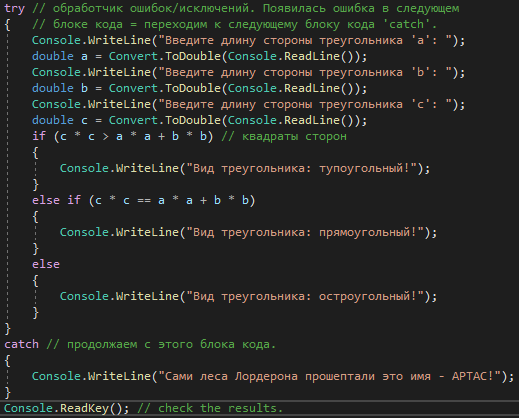 try // обработчик ошибок/исключений. Появилась ошибка в следующем
{   // блоке кода = переходим к следующему блоку кода 'catch'.
    Console.WriteLine("Введите длину стороны треугольника 'a': ");
    double a = Convert.ToDouble(Console.ReadLine());
    Console.WriteLine("Введите длину стороны треугольника 'b': ");
    double b = Convert.ToDouble(Console.ReadLine());
    Console.WriteLine("Введите длину стороны треугольника 'c': ");
    double c = Convert.ToDouble(Console.ReadLine());
    if (c * c > a * a + b * b) // квадраты сторон
    {
        Console.WriteLine("Вид треугольника: тупоугольный!");
    }
    else if (c * c == a * a + b * b)
    {
        Console.WriteLine("Вид треугольника: прямоугольный!");
    }
    else
    {
        Console.WriteLine("Вид треугольника: остроугольный!");
    }
}
catch // продолжаем с этого блока кода.
{
    Console.WriteLine("Сами леса Лордерона прошептали это имя - АРТАС!");
}
Console.ReadKey(); // check the results.